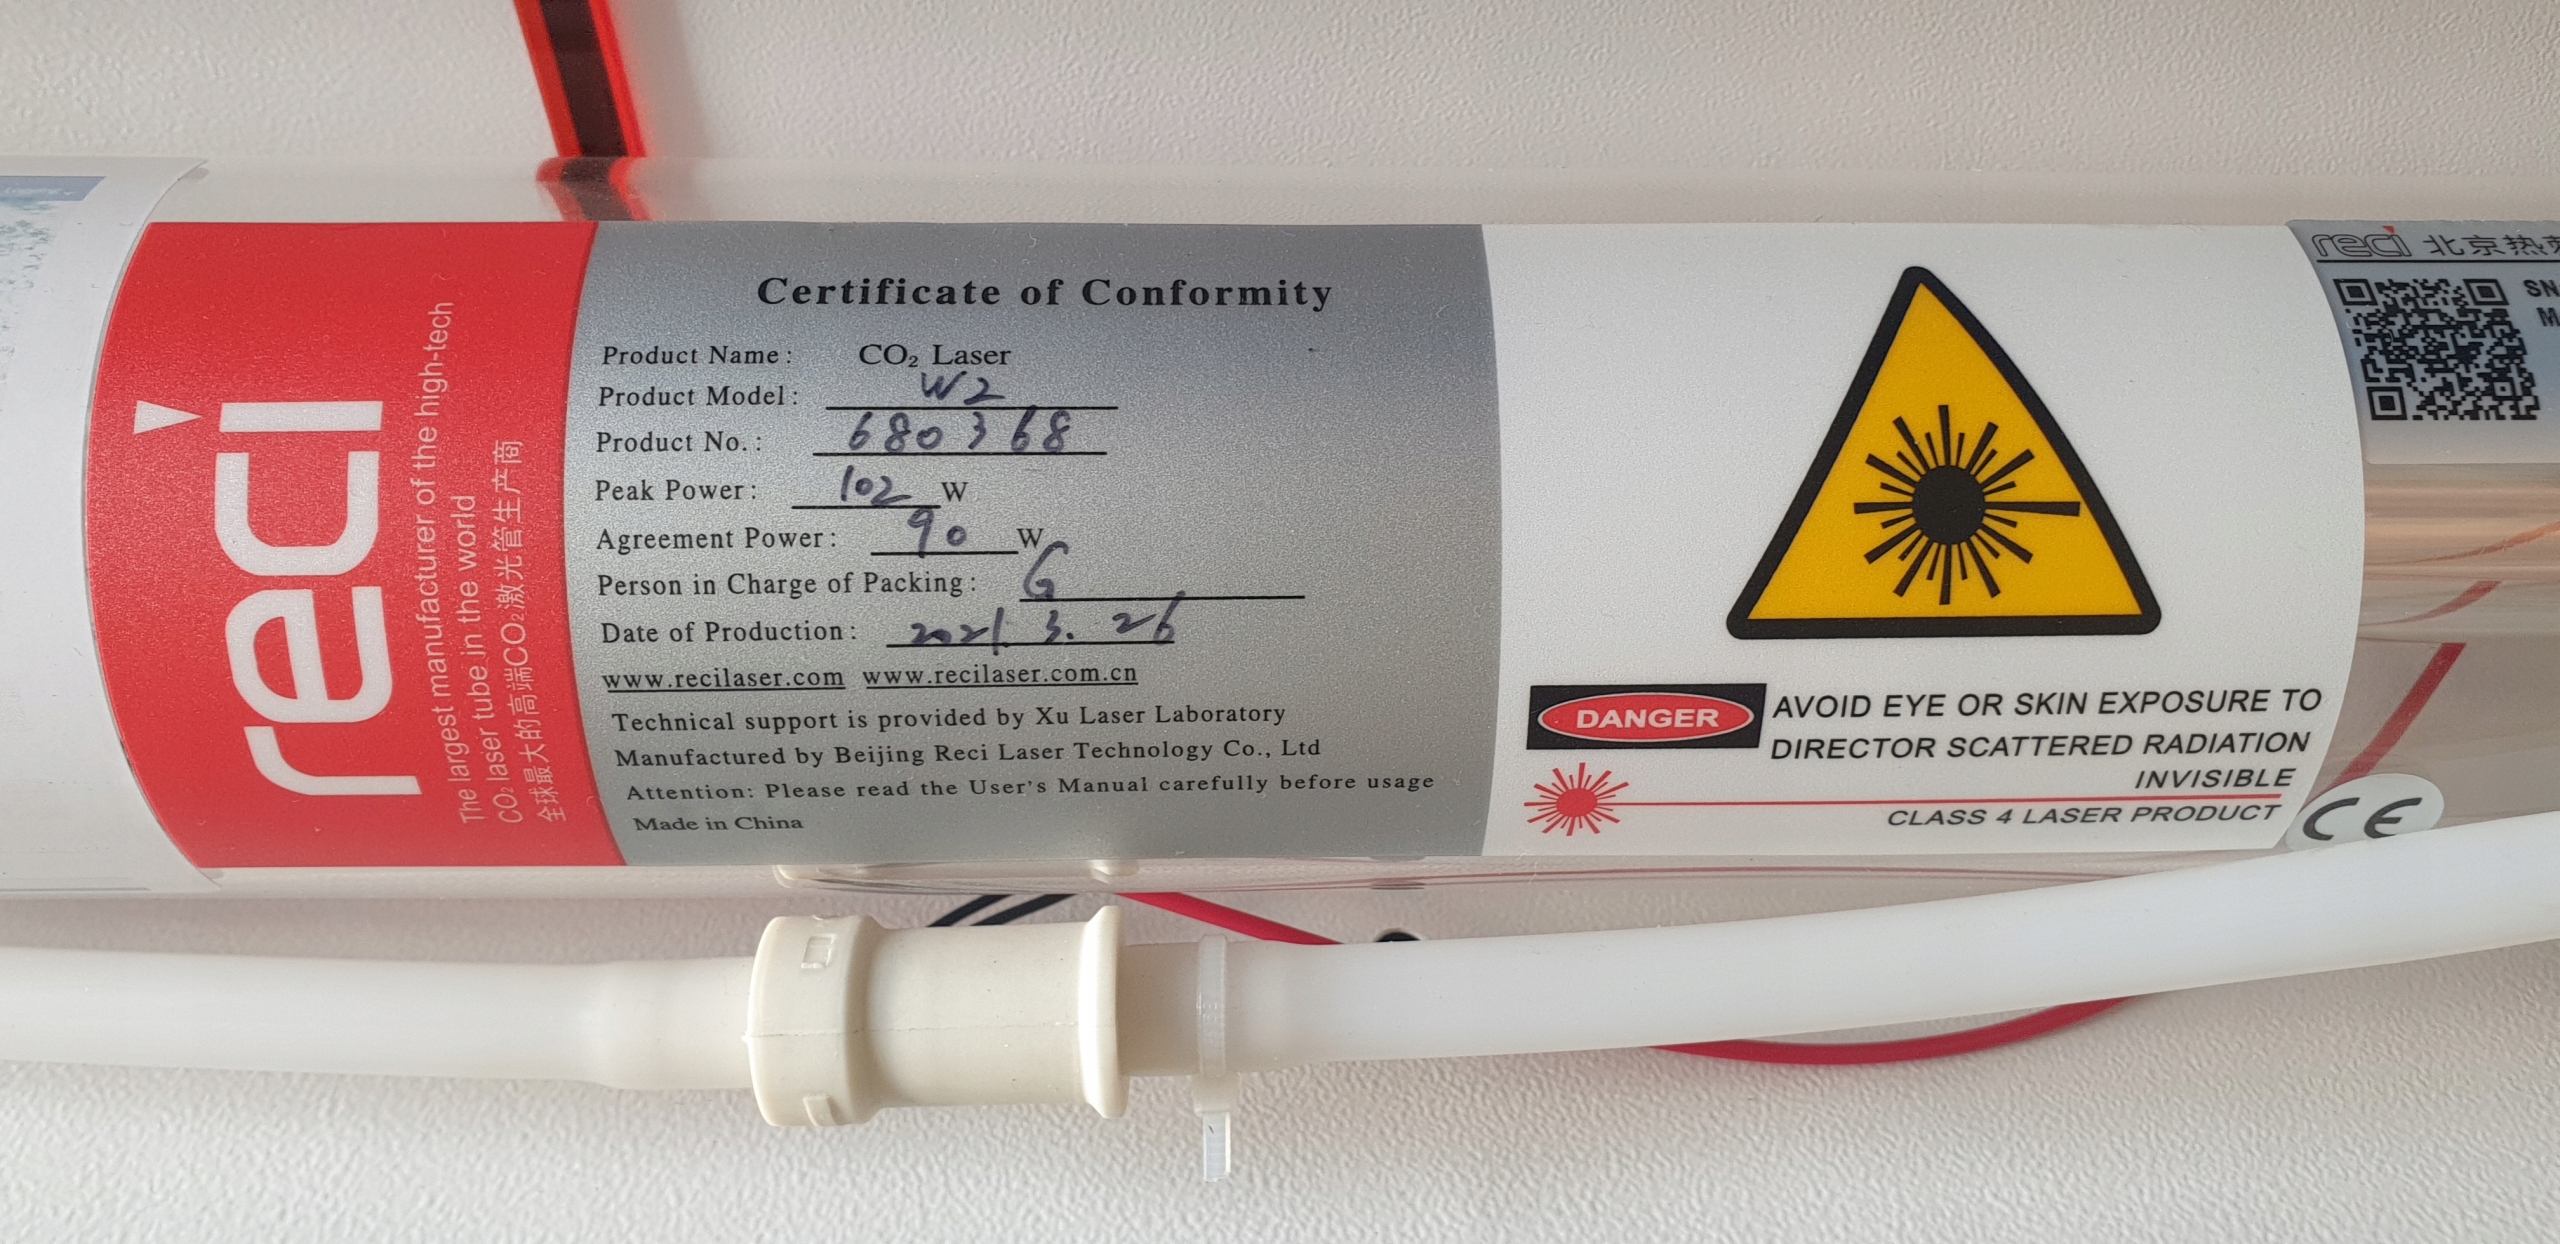 reci
The largest manufacturer of the high-tech
CO₂ laser tube in the world
全球最大的高端CO₂激光管生产商
Certificate of Conformity
Product Name: CO₂ Laser
Product Model: W2
Product No.: 680368
Peak Power: 102 W
Agreement Power: 90 W
Person in Charge of Packing: G
Date of Production: 2021. 3. 26
www.recilaser.com www.recilaser.com.cn
Technical support is provided by Xu Laser Laboratory
Manufactured by Beijing Reci Laser Technology Co., Ltd
Attention: Please read the User's Manual carefully before usage
Made in China
DANGER AVOID EYE OR SKIN EXPOSURE TO
DIRECTOR SCATTERED RADIATION
INVISIBLE
CLASS 4 LASER PRODUCT
reci 北京热
SN
CE